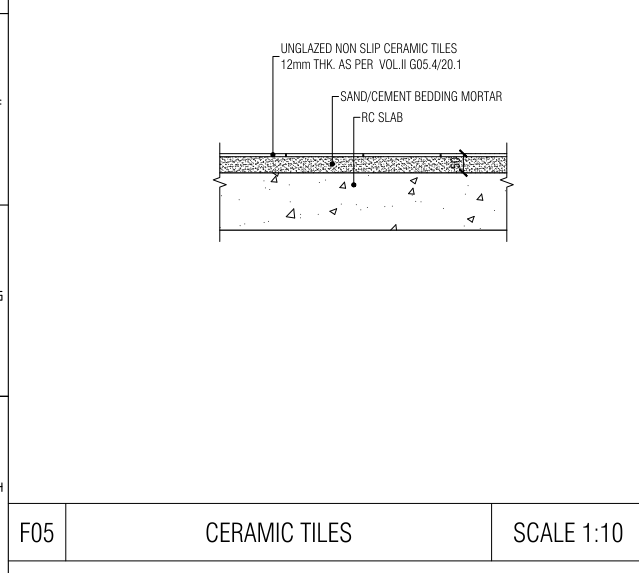 UNGLAZED NON SLIP CERAMIC TILES
12mm THK. AS PER VOL.II G05.4/20.1
SAND/CEMENT BEDDING MORTAR
RC SLAB
50
G
H
F05
CERAMIC TILES
SCALE 1:10